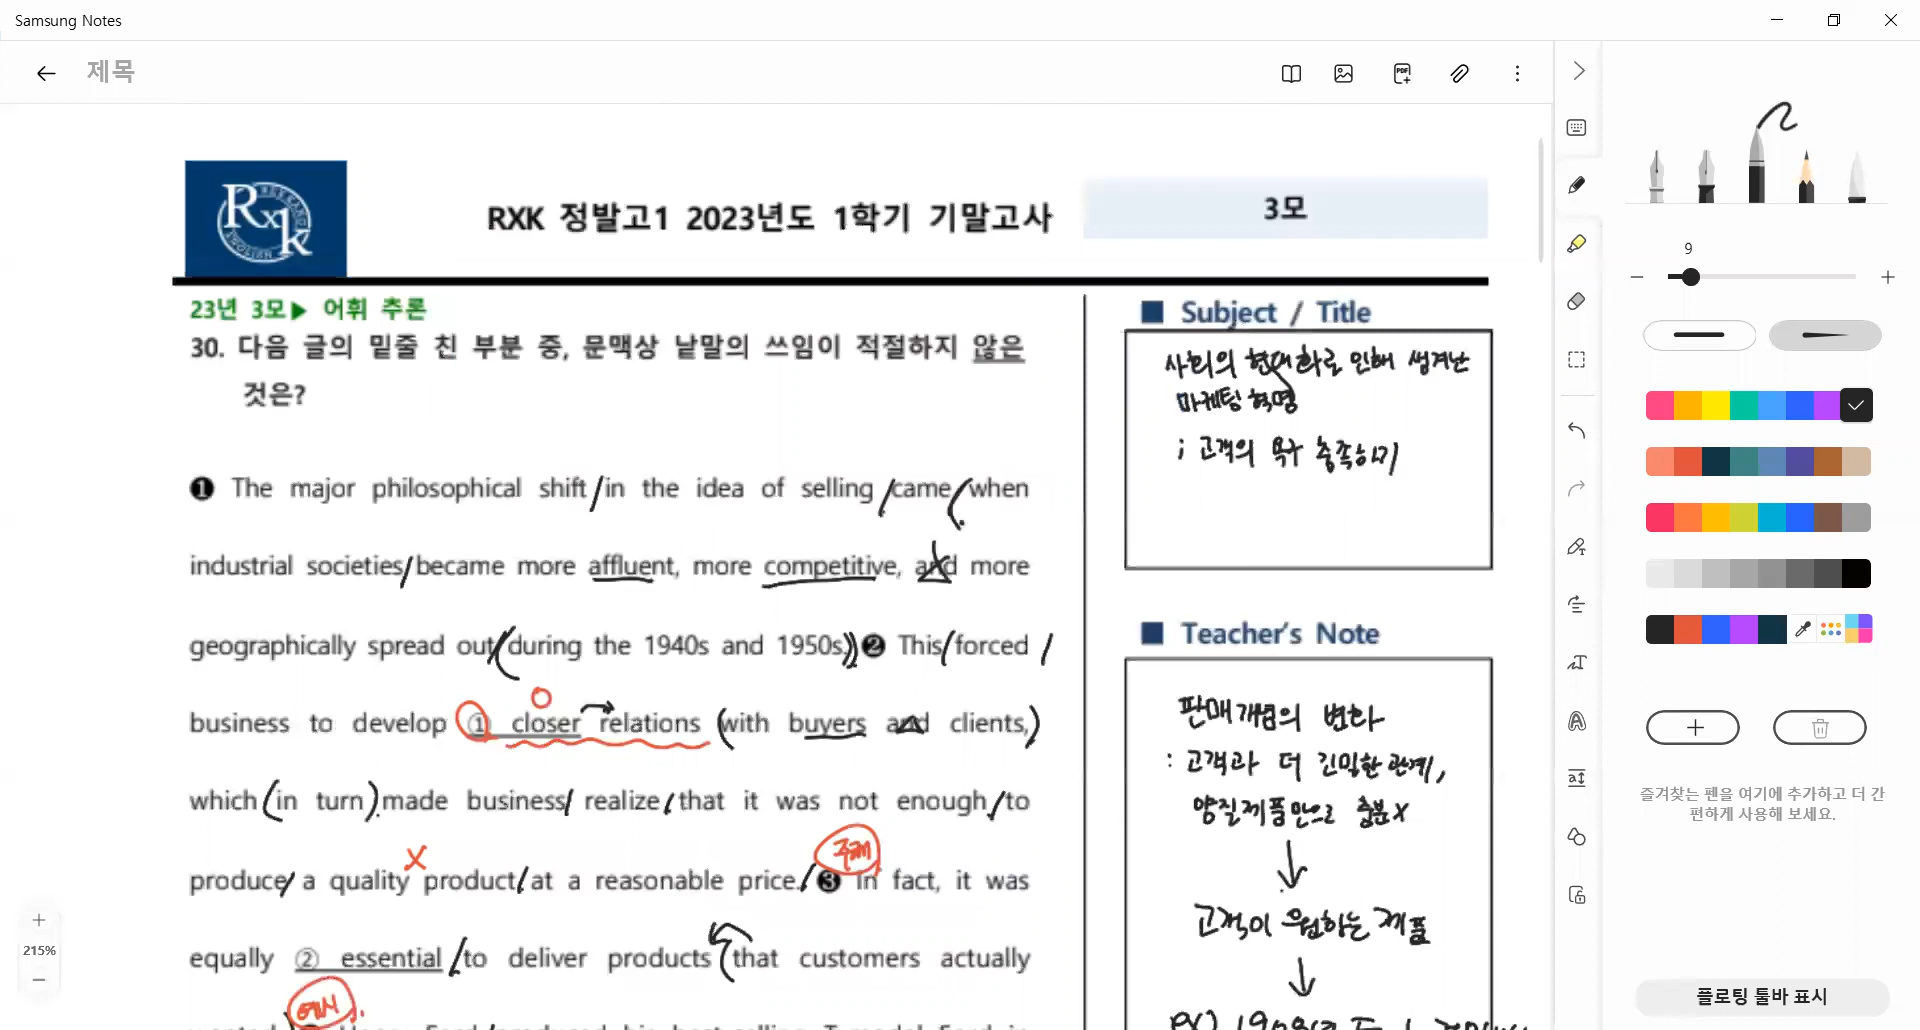 Samsung Notes
제목
RXK 정발고1 2023년도 1학기 기말고사
3모
23년 3모▶ 어휘 추론
30. 다음 글의 밑줄 친 부분 중, 문맥상 낱말의 쓰임이 적절하지 않은
것은?
❶ The major philosophical shift/in the idea of selling/came(when
industrial societies/became more affluent, more competitive, and more
geographically spread out/(during the 1940s and 1950s.)) ❷ This/forced/
business to develop ① closer relations (with buyers and clients,)
which(in turn)made business/realize/that it was not enough/to
produce/a quality product/at a reasonable price./❸ In fact, it was
주제
equally ② essential/to deliver products(that customers actually
예시
Subject / Title
사회의 현대화로 인해 생겨난
마케팅 혁명
; 고객의 욕구 충족하기
Teacher's Note
판매개념의 변화
: 고객과 더 긴밀한 관계,
양질제품만으로 충분X
↓
고객이 원하는 제품
↓
9
즐겨찾는 펜을 여기에 추가하고 더 간
편하게 사용해 보세요.
플로팅 툴바 표시
215%